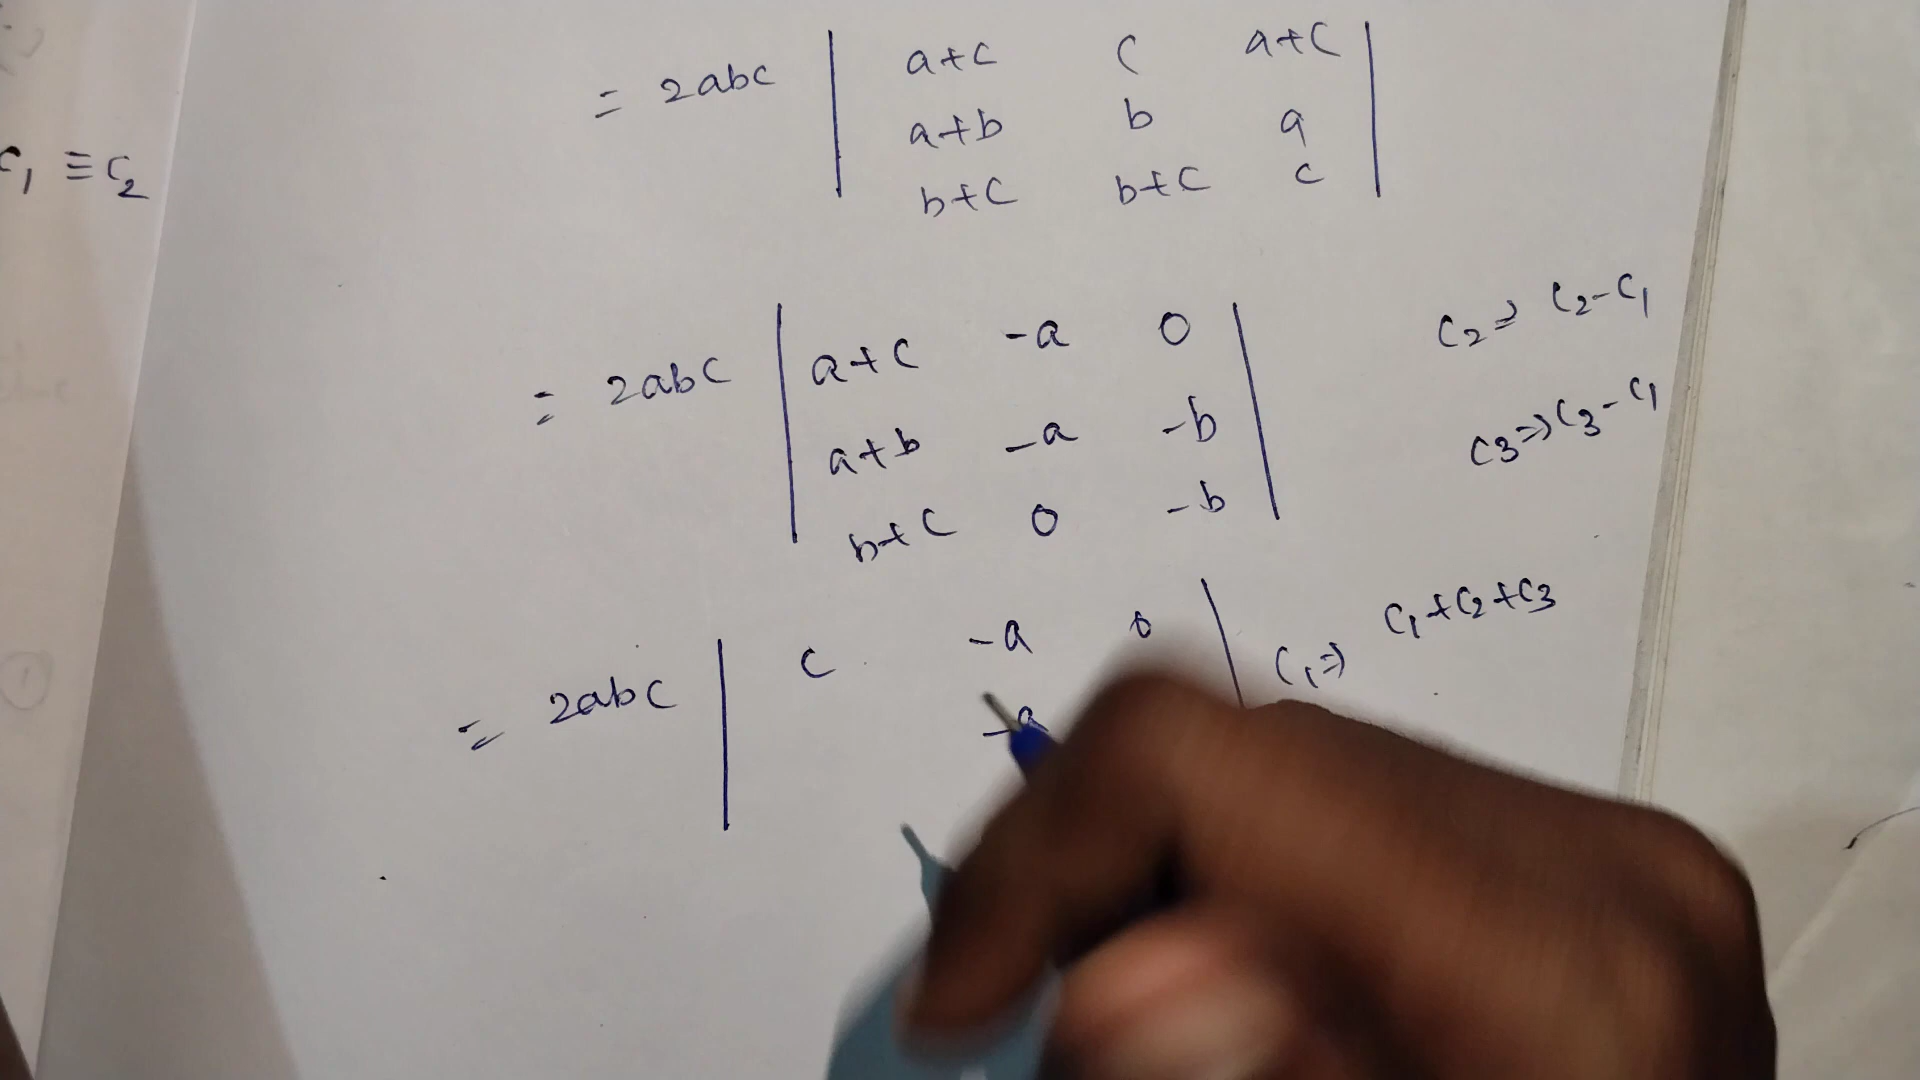 = 2abc | a+c c a+c |
a+b b a
b+c b+c c
C₁ ≡ C₂
= 2abc | a+c -a 0 | C₂ ⇒ C₂-C₁
a+b -a -b C₃ ⇒ C₃-C₁
b+c 0 -b
= 2abc | c -a 0 | C₁ ⇒ C₁+C₂+C₃
-a